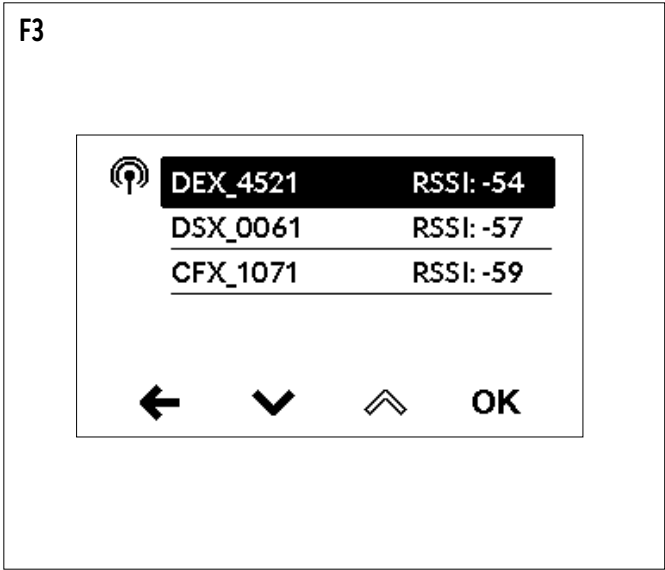 F3
DEX_4521 RSSI: -54
DSX_0061 RSSI: -57
CFX_1071 RSSI: -59
OK